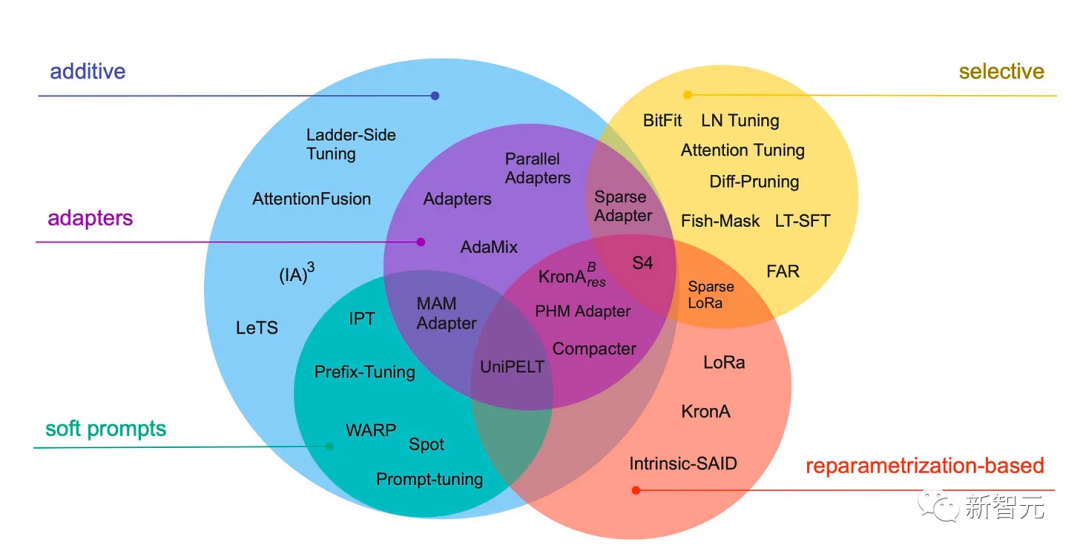 additive
selective
adapters
soft prompts
reparametrization-based
Ladder-Side
Tuning
AttentionFusion
(IA)³
LeTS
Parallel
Adapters
Adapters
AdaMix
Sparse
Adapter
BitFit
LN Tuning
Attention Tuning
Diff-Pruning
Fish-Mask
LT-SFT
FAR
S4
KronA^B_res
PHM Adapter
Compacter
Sparse
LoRa
MAM
Adapter
UniPELT
IPT
Prefix-Tuning
WARP
Spot
Prompt-tuning
LoRa
KronA
Intrinsic-SAID
新智元